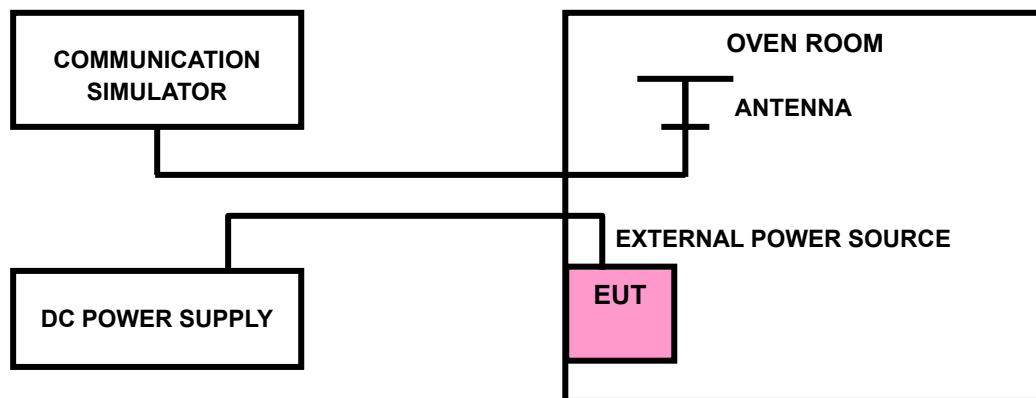 COMMUNICATION
SIMULATOR
OVEN ROOM
ANTENNA
EXTERNAL POWER SOURCE
EUT
DC POWER SUPPLY